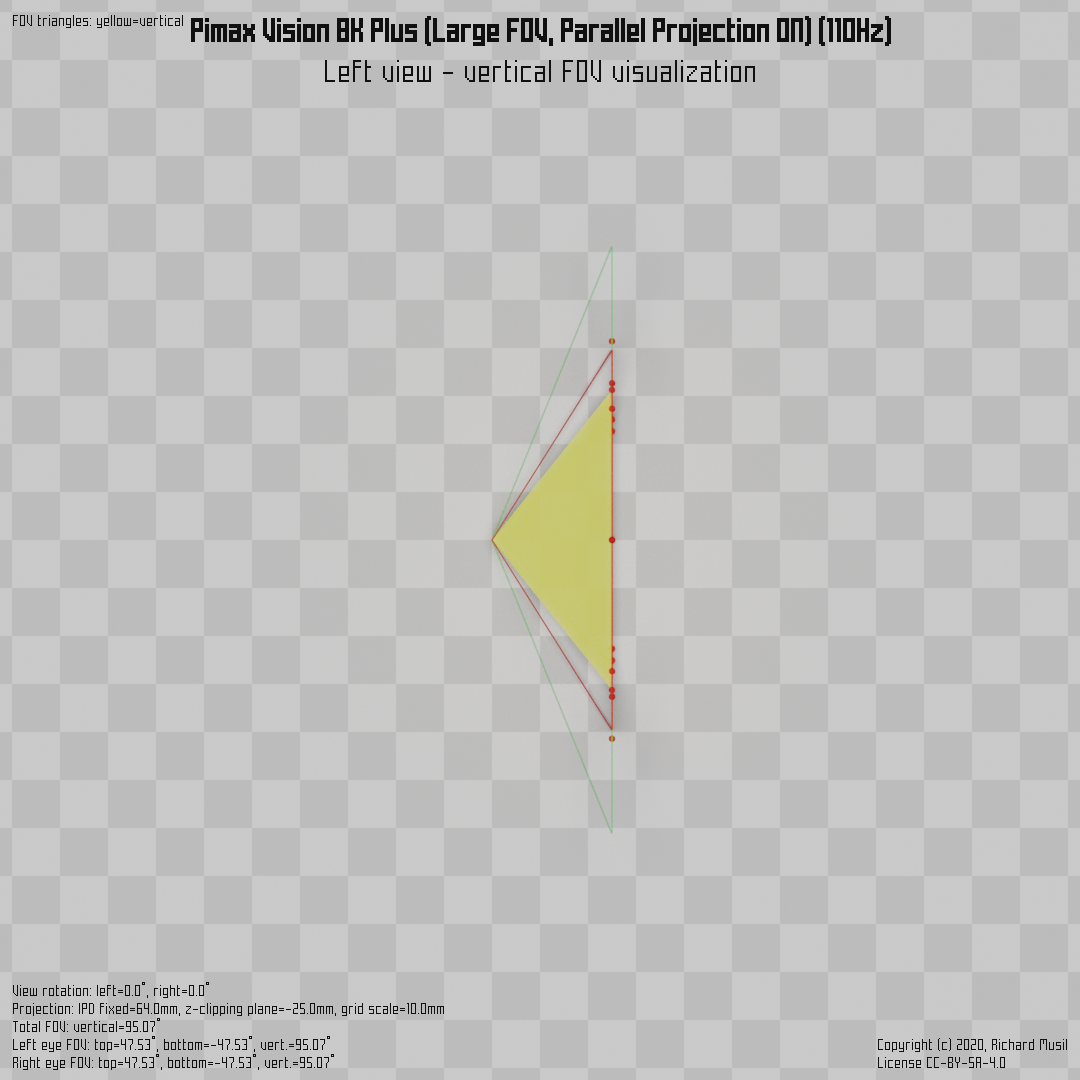 FOV triangles: yellow=vertical
Pimax Vision 8K Plus (Large FOV, Parallel Projection ON) (110Hz)
Left view - vertical FOV visualization
View rotation: left=0.0°, right=0.0°
Projection: IPD fixed=64.0mm, z-clipping plane=-25.0mm, grid scale=10.0mm
Total FOV: vertical=95.07°
Left eye FOV: top=47.53°, bottom=-47.53°, vert.=95.07°
Right eye FOV: top=47.53°, bottom=-47.53°, vert.=95.07°
Copyright (c) 2020, Richard Musil
License CC-BY-SA-4.0